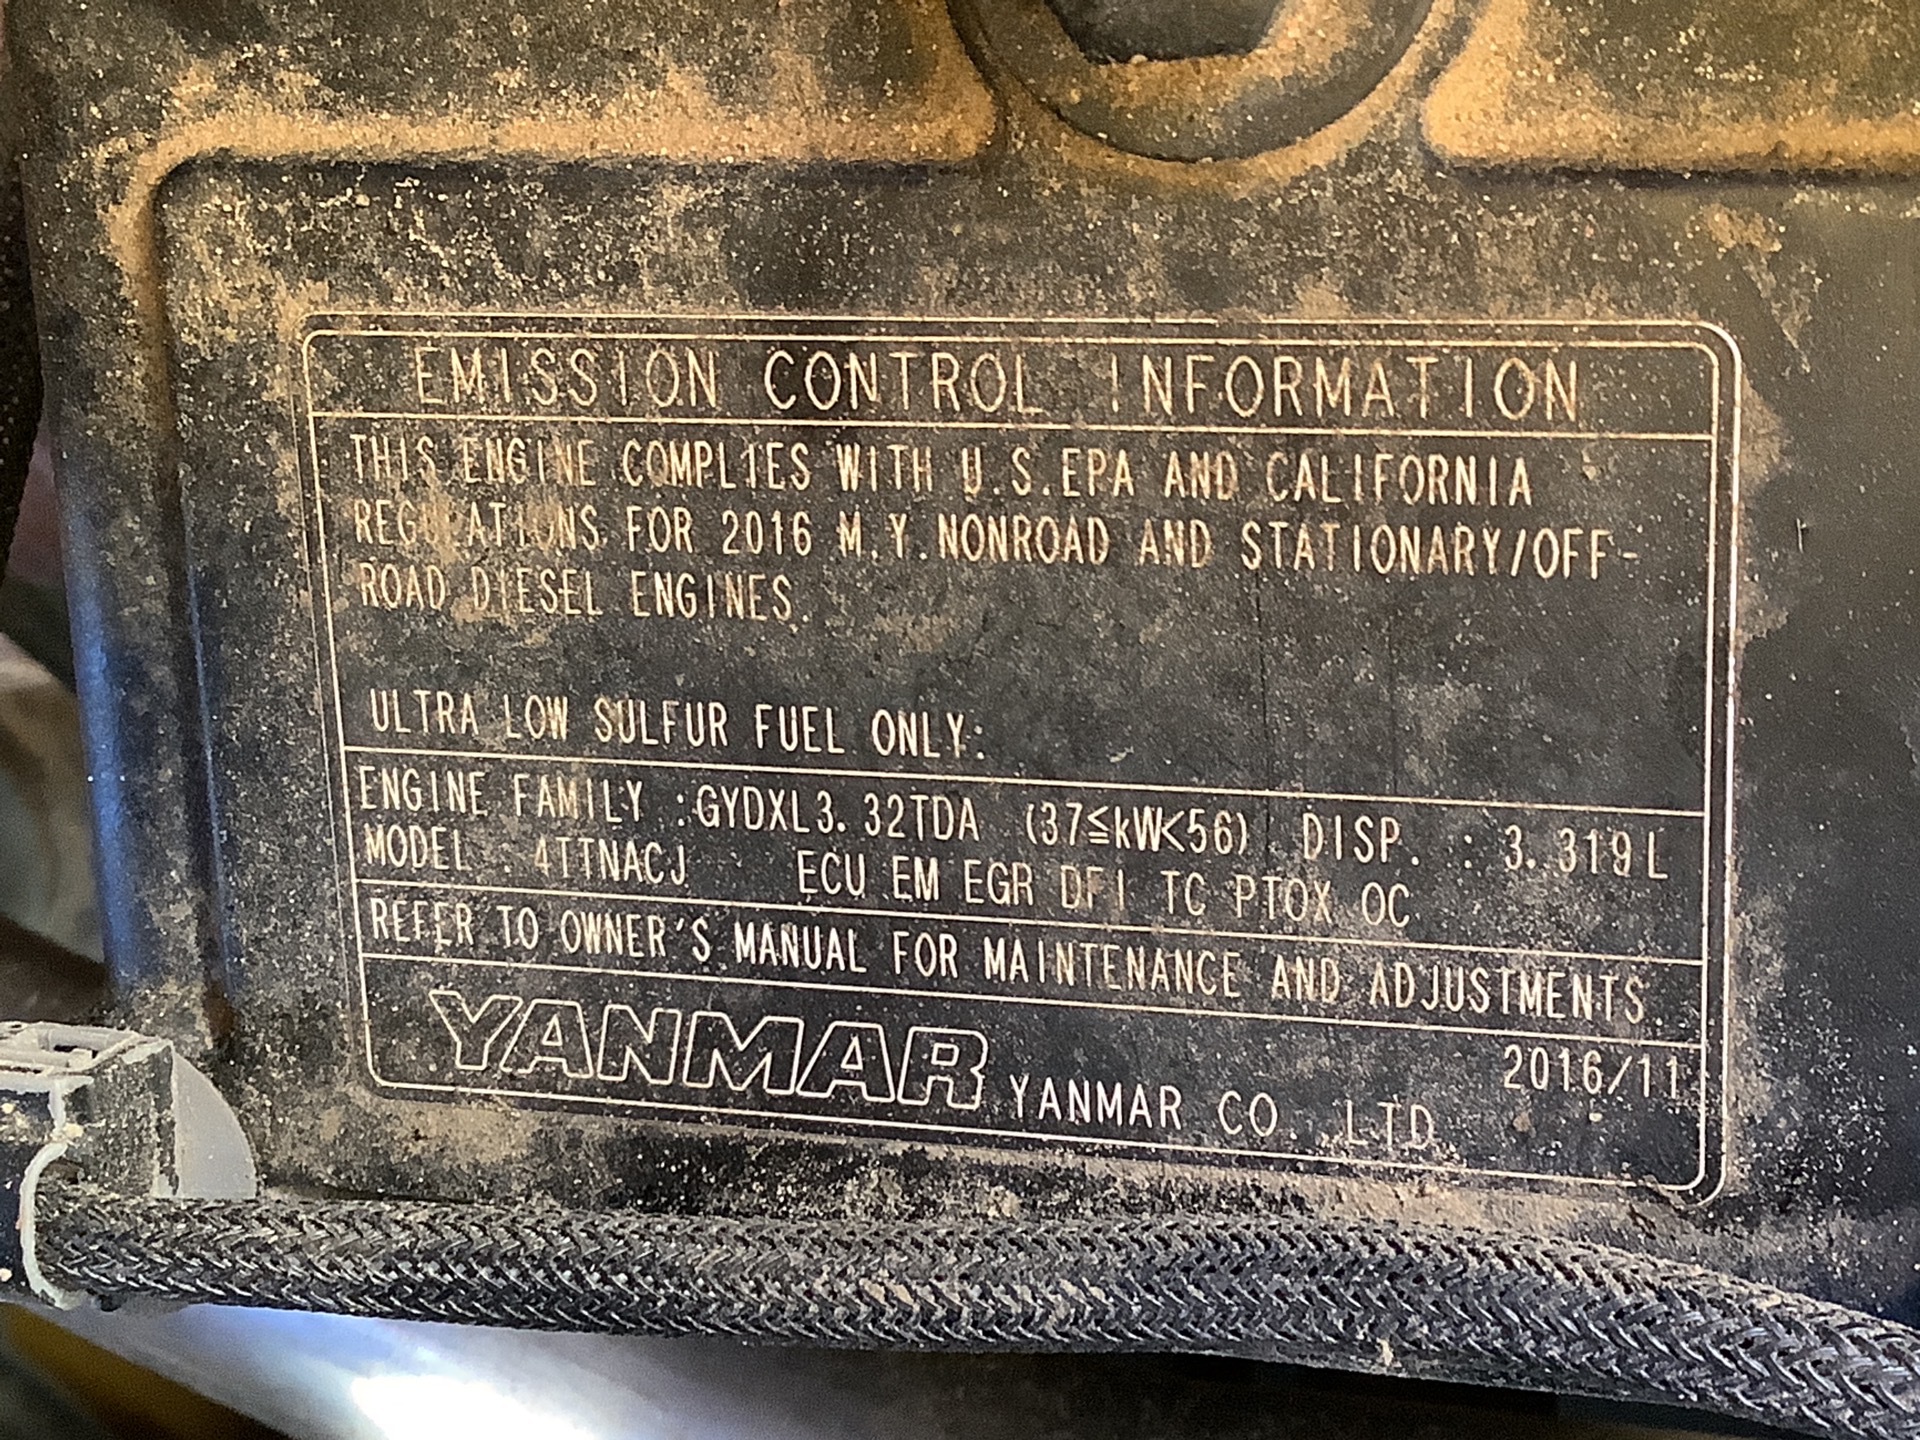 EMISSION CONTROL INFORMATION
THIS ENGINE COMPLIES WITH U.S.EPA AND CALIFORNIA
REGULATIONS FOR 2016 M.Y.NONROAD AND STATIONARY/OFF-
ROAD DIESEL ENGINES.
ULTRA LOW SULFUR FUEL ONLY:
ENGINE FAMILY :GYDXL3.32TDA (37≦kW<56) DISP. : 3.319L
MODEL : 4TTNACJ ECU EM EGR DFI TC PTOX OC
REFER TO OWNER'S MANUAL FOR MAINTENANCE AND ADJUSTMENTS.
2016/11
YANMAR YANMAR CO. LTD.